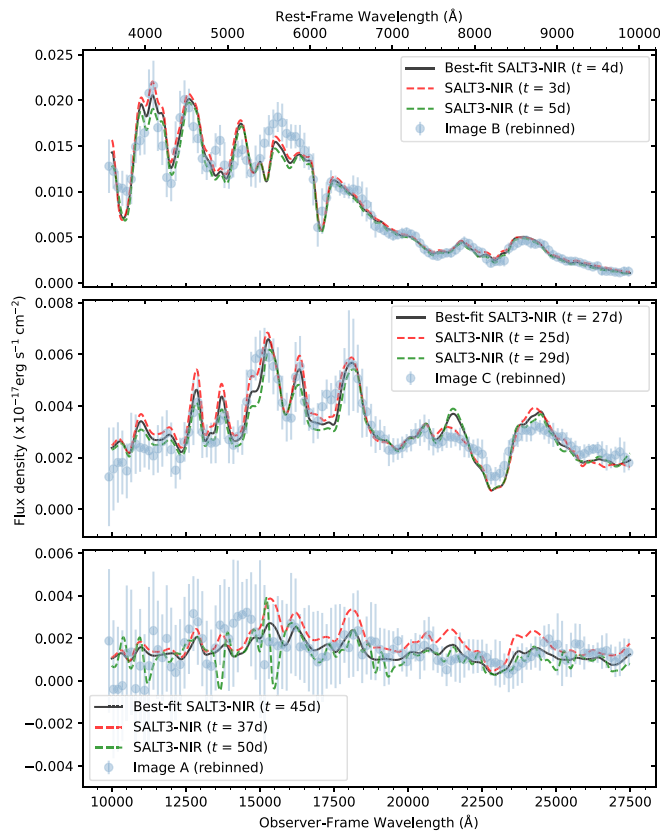 Rest-Frame Wavelength (Å)
4000 5000 6000 7000 8000 9000 10000
0.025
0.020
0.015
0.010
0.005
0.000
Best-fit SALT3-NIR (t = 4d)
SALT3-NIR (t = 3d)
SALT3-NIR (t = 5d)
Image B (rebinned)
Flux density (x10⁻¹⁷erg s⁻¹ cm⁻²)
0.008
0.006
0.004
0.002
0.000
Best-fit SALT3-NIR (t = 27d)
SALT3-NIR (t = 25d)
SALT3-NIR (t = 29d)
Image C (rebinned)
0.006
0.004
0.002
0.000
−0.002
−0.004
Best-fit SALT3-NIR (t = 45d)
SALT3-NIR (t = 37d)
SALT3-NIR (t = 50d)
Image A (rebinned)
10000 12500 15000 17500 20000 22500 25000 27500
Observer-Frame Wavelength (Å)